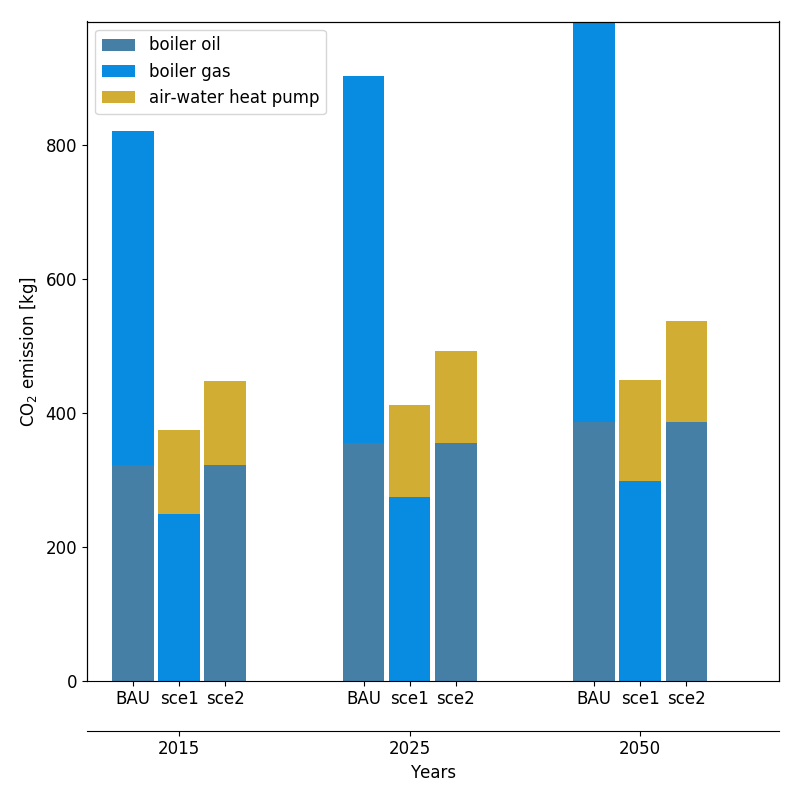 boiler oil
boiler gas
air-water heat pump
800
600
400
200
0
CO₂ emission [kg]
BAU sce1 sce2 BAU sce1 sce2 BAU sce1 sce2
2015 2025 2050
Years